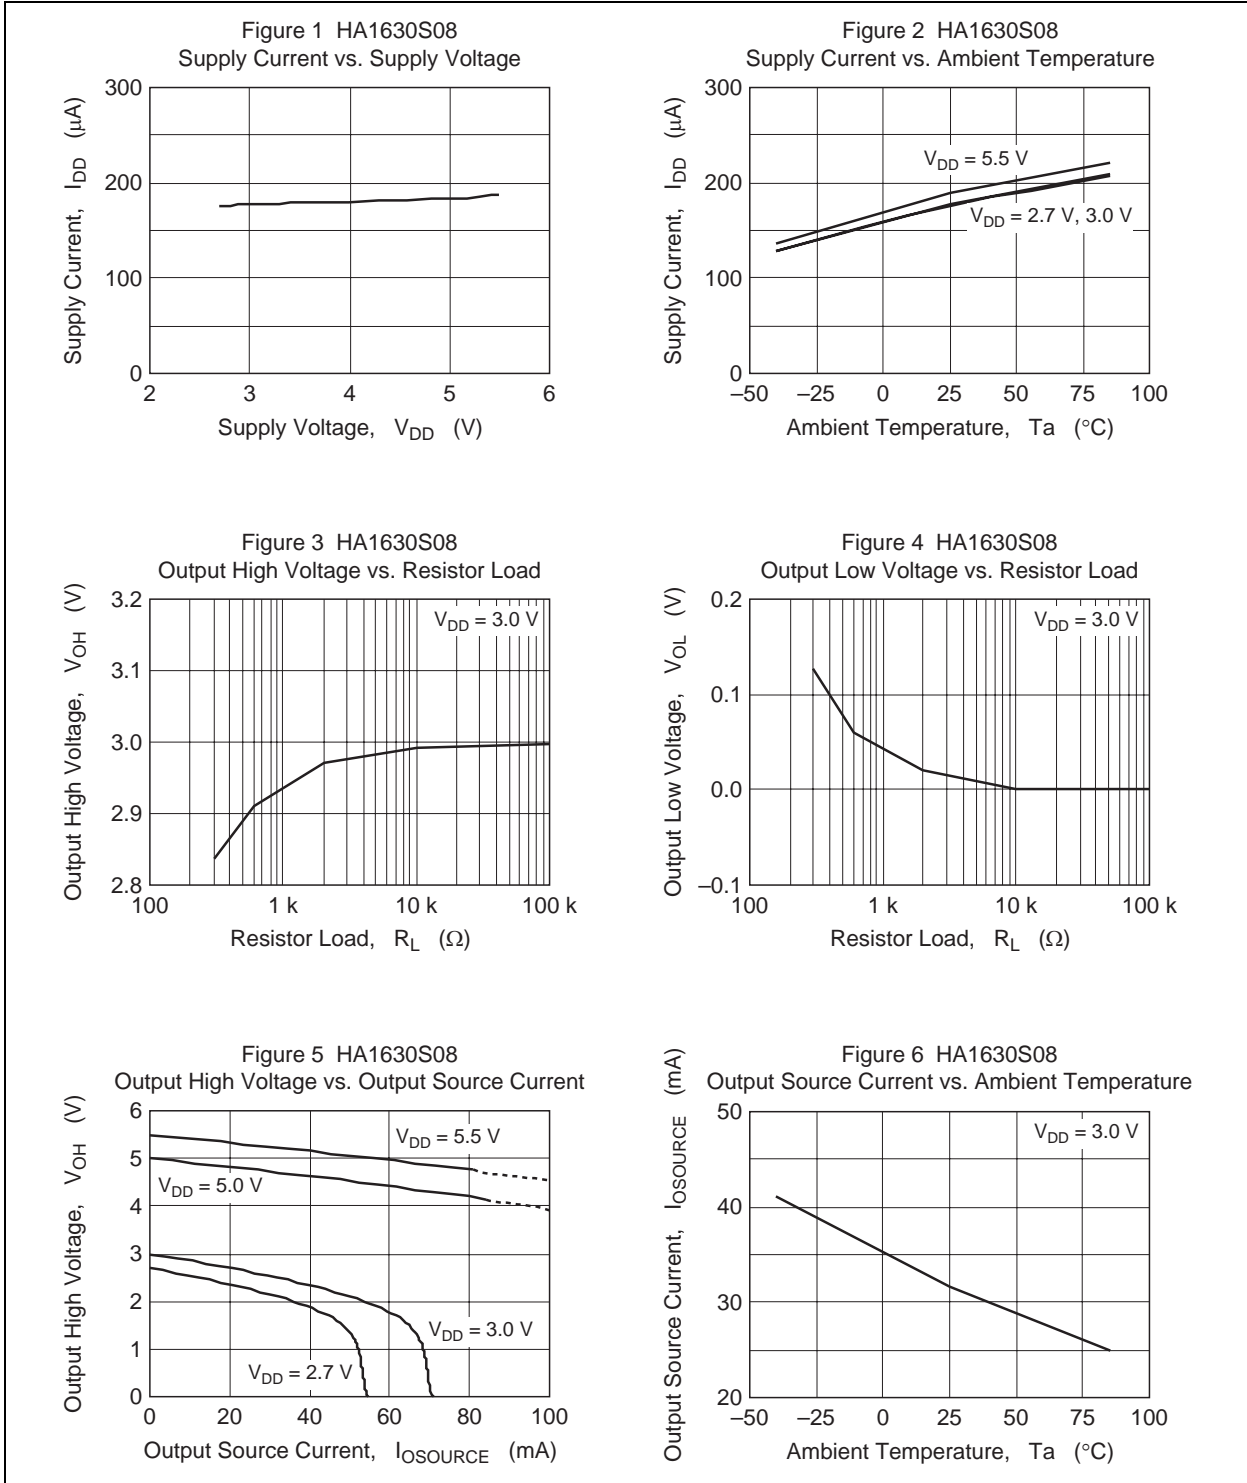 Figure 1 HA1630S08
Supply Current vs. Supply Voltage
Supply Current, IDD (μA)
300
200
100
0
2 3 4 5 6
Supply Voltage, VDD (V)
Figure 2 HA1630S08
Supply Current vs. Ambient Temperature
Supply Current, IDD (μA)
300
200
100
0
VDD = 5.5 V
VDD = 2.7 V, 3.0 V
–50 –25 0 25 50 75 100
Ambient Temperature, Ta (°C)
Figure 3 HA1630S08
Output High Voltage vs. Resistor Load
Output High Voltage, VOH (V)
3.2
3.1
3.0
2.9
2.8
VDD = 3.0 V
100 1 k 10 k 100 k
Resistor Load, RL (Ω)
Figure 4 HA1630S08
Output Low Voltage vs. Resistor Load
Output Low Voltage, VOL (V)
0.2
0.1
0.0
–0.1
VDD = 3.0 V
100 1 k 10 k 100 k
Resistor Load, RL (Ω)
Figure 5 HA1630S08
Output High Voltage vs. Output Source Current
Output High Voltage, VOH (V)
6
5
4
3
2
1
0
VDD = 5.5 V
VDD = 5.0 V
VDD = 3.0 V
VDD = 2.7 V
0 20 40 60 80 100
Output Source Current, IOSOURCE (mA)
Figure 6 HA1630S08
Output Source Current vs. Ambient Temperature
Output Source Current, IOSOURCE (mA)
50
40
30
20
VDD = 3.0 V
–50 –25 0 25 50 75 100
Ambient Temperature, Ta (°C)